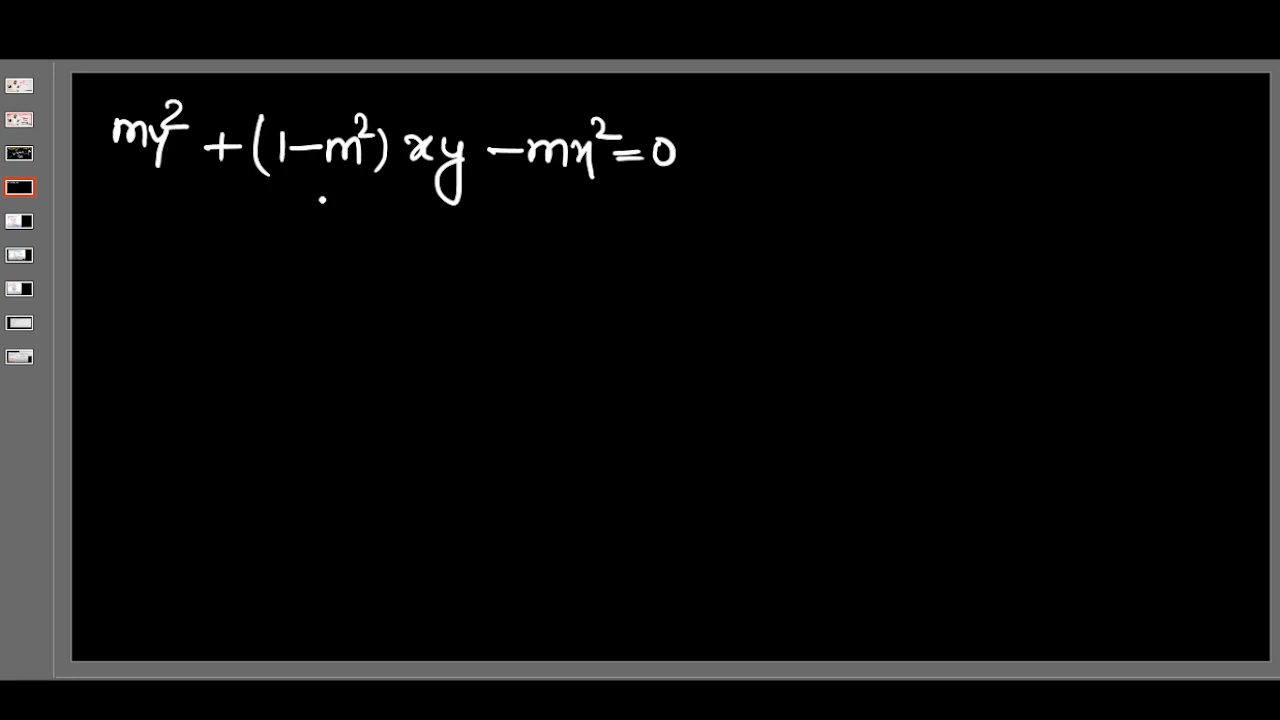 my² + (1-m²) xy - mx² = 0